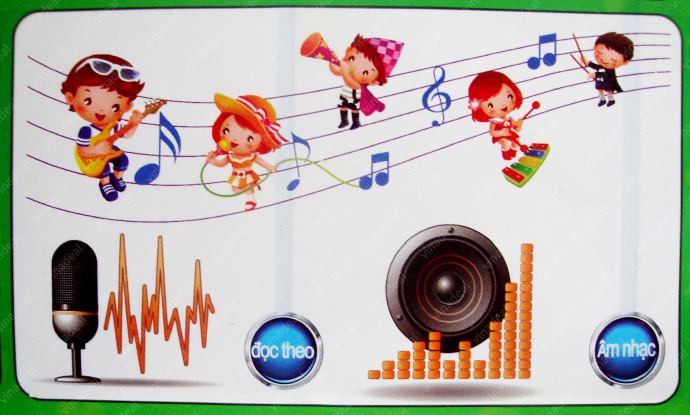 đọc theo
Âm nhạc